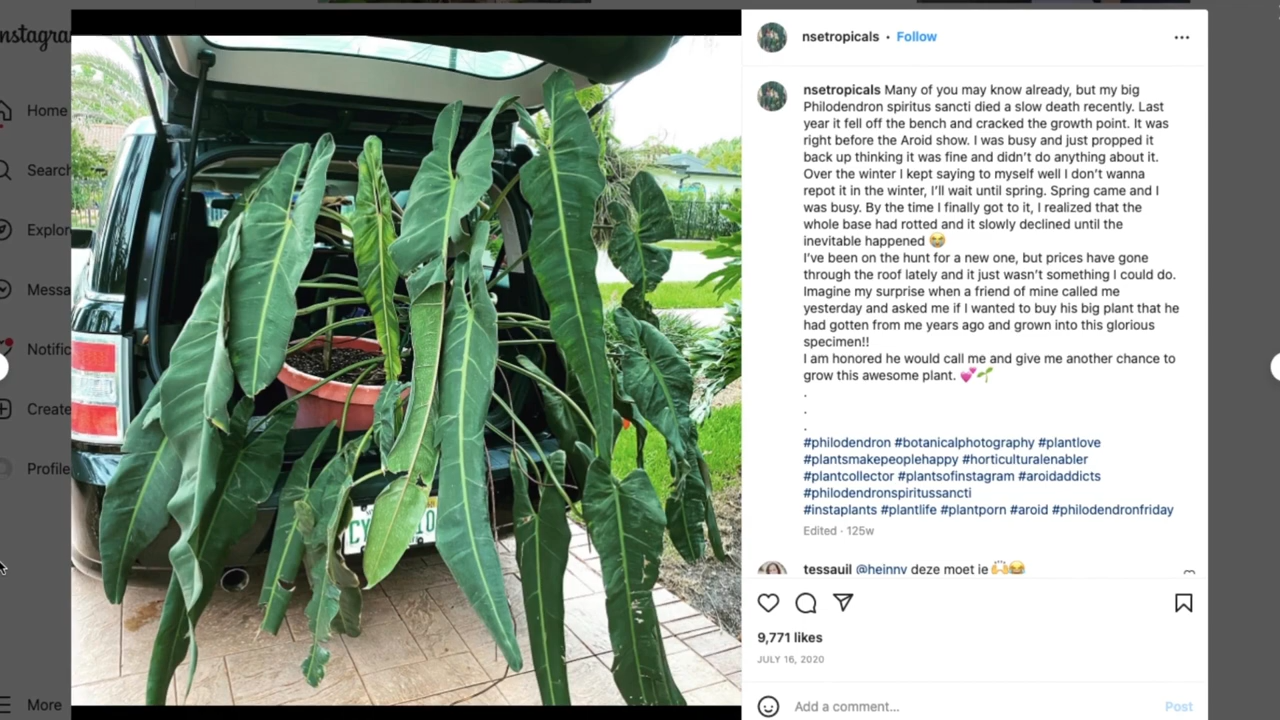 nstagra
Home
Search
Explor
Messa
Notific
Create
Profile
More
nsetropicals • Follow
nsetropicals Many of you may know already, but my big
Philodendron spiritus sancti died a slow death recently. Last
year it fell off the bench and cracked the growth point. It was
right before the Aroid show. I was busy and just propped it
back up thinking it was fine and didn't do anything about it.
Over the winter I kept saying to myself well I don't wanna
repot it in the winter, I'll wait until spring. Spring came and I
was busy. By the time I finally got to it, I realized that the
whole base had rotted and it slowly declined until the
inevitable happened 😭
I've been on the hunt for a new one, but prices have gone
through the roof lately and it just wasn't something I could do.
Imagine my surprise when a friend of mine called me
yesterday and asked me if I wanted to buy his big plant that he
had gotten from me years ago and grown into this glorious
specimen!!
I am honored he would call me and give me another chance to
grow this awesome plant. 💕🌱
.
.
.
#philodendron #botanicalphotography #plantlove
#plantsmakepeoplehappy #horticulturalenabler
#plantcollector #plantsofinstagram #aroidaddicts
#philodendronspiritussancti
#instaplants #plantlife #plantporn #aroid #philodendronfriday
Edited · 125w
tessauil @heinnv deze moet ie 🙌😂
9,771 likes
JULY 16, 2020
Add a comment...
Post